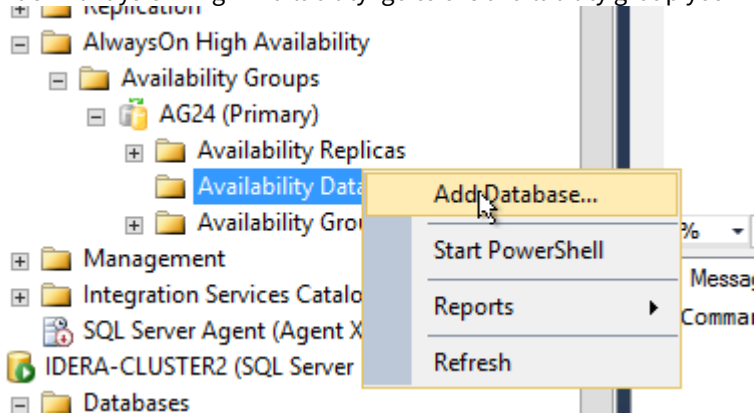 Replication
AlwaysOn High Availability
Availability Groups
AG24 (Primary)
Availability Replicas
Availability Data
Add Database...
Availability Grou
Start PowerShell
%
Management
Messag
Integration Services Catalo
Reports
Comman
SQL Server Agent (Agent X
IDERA-CLUSTER2 (SQL Server
Refresh
Databases